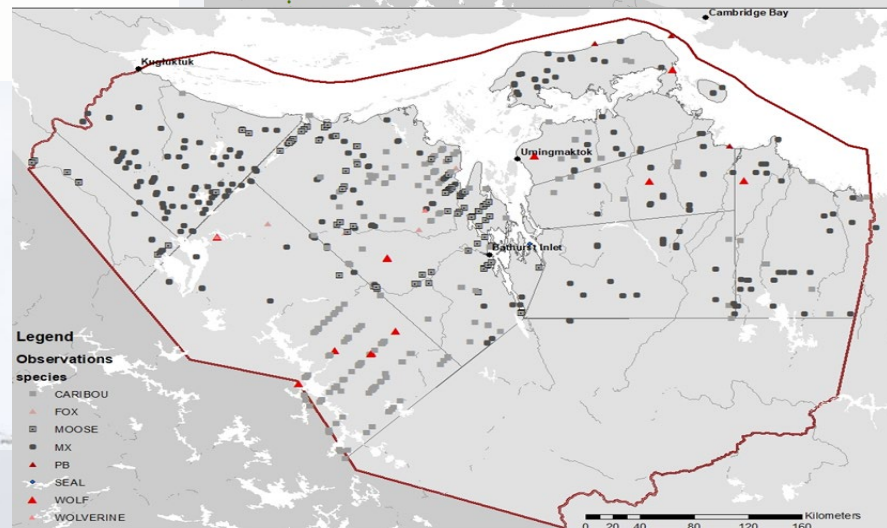 Cambridge Bay
Kugluktuk
Umingmaktok
Bathurst Inlet
Legend
Observations
species
CARIBOU
FOX
MOOSE
MX
PB
SEAL
WOLF
WOLVERINE
Kilometers
0 20 40 80 120 160